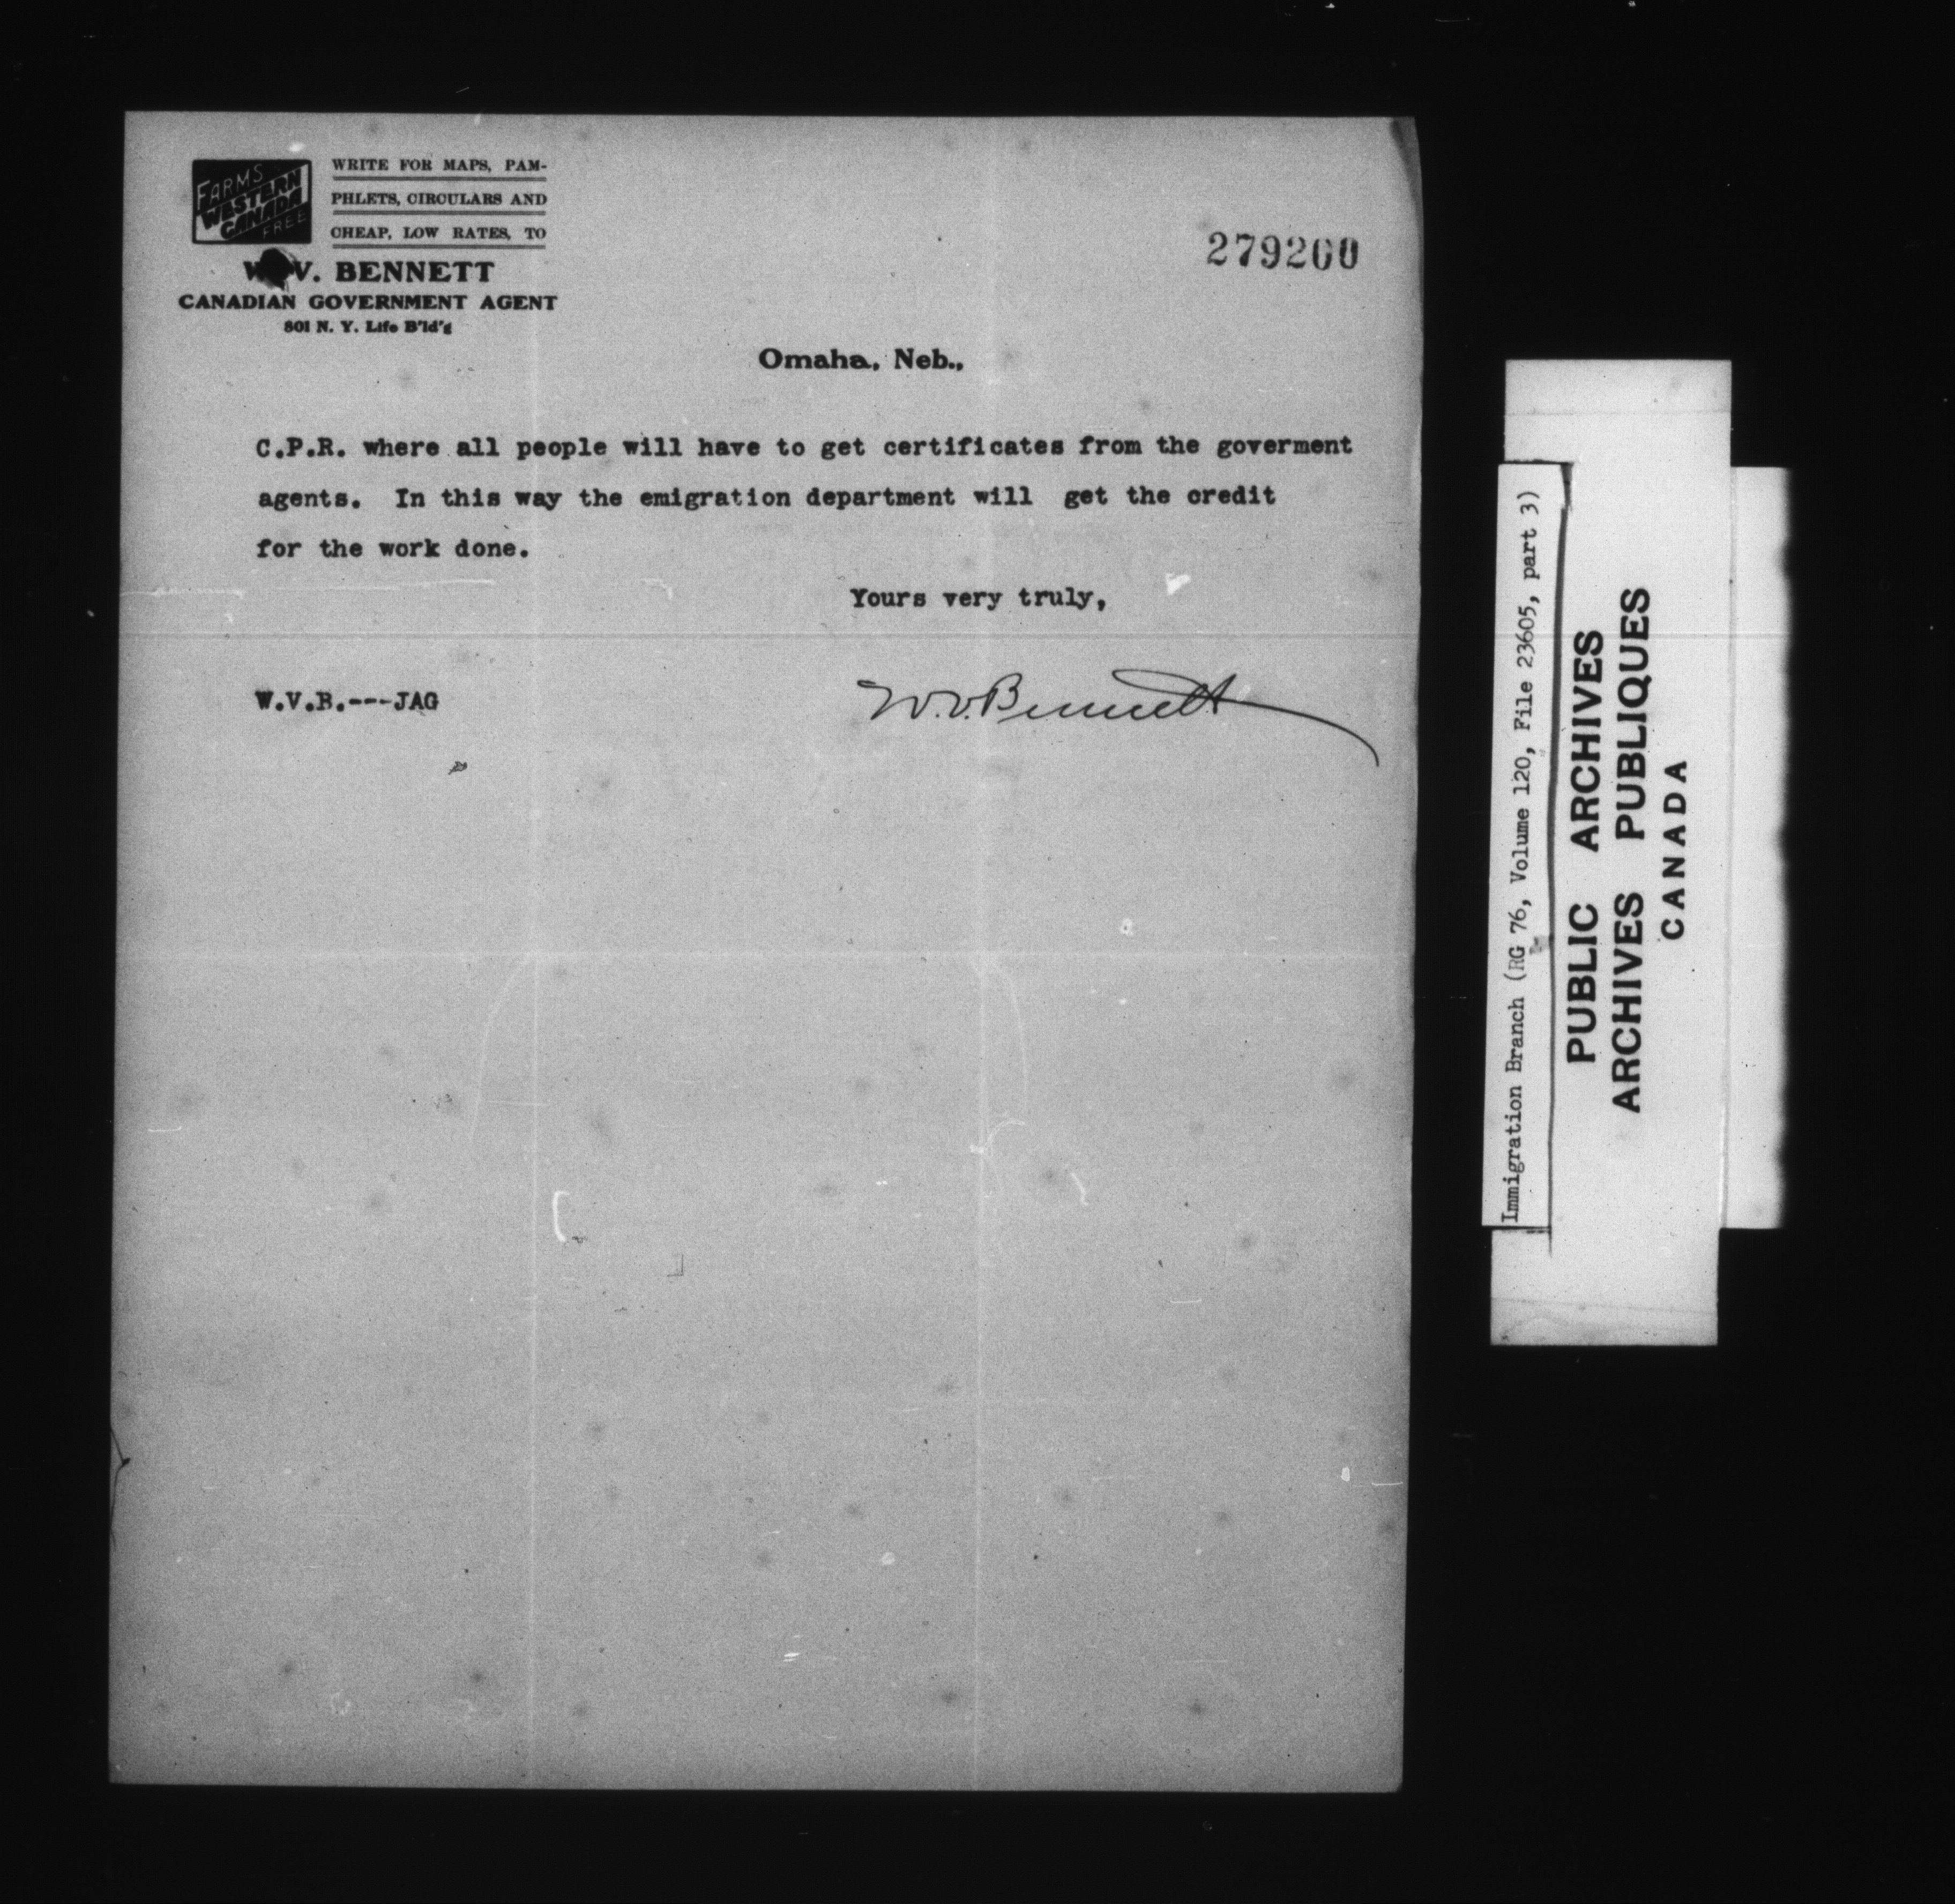 FARMS
WESTERN
CANADA
FREE
WRITE FOR MAPS, PAM-
PHLETS, CIRCULARS AND
CHEAP, LOW RATES, TO
W. V. BENNETT
CANADIAN GOVERNMENT AGENT
801 N. Y. Life B'ld'g
279200
Omaha, Neb.,
C.P.R. where all people will have to get certificates from the goverment
agents. In this way the emigration department will get the credit
for the work done.
Yours very truly,
W.V.B.---JAG
W.V. Bennett
Immigration Branch (RG 76, Volume 120, File 23605, part 3)
PUBLIC ARCHIVES
ARCHIVES PUBLIQUES
CANADA